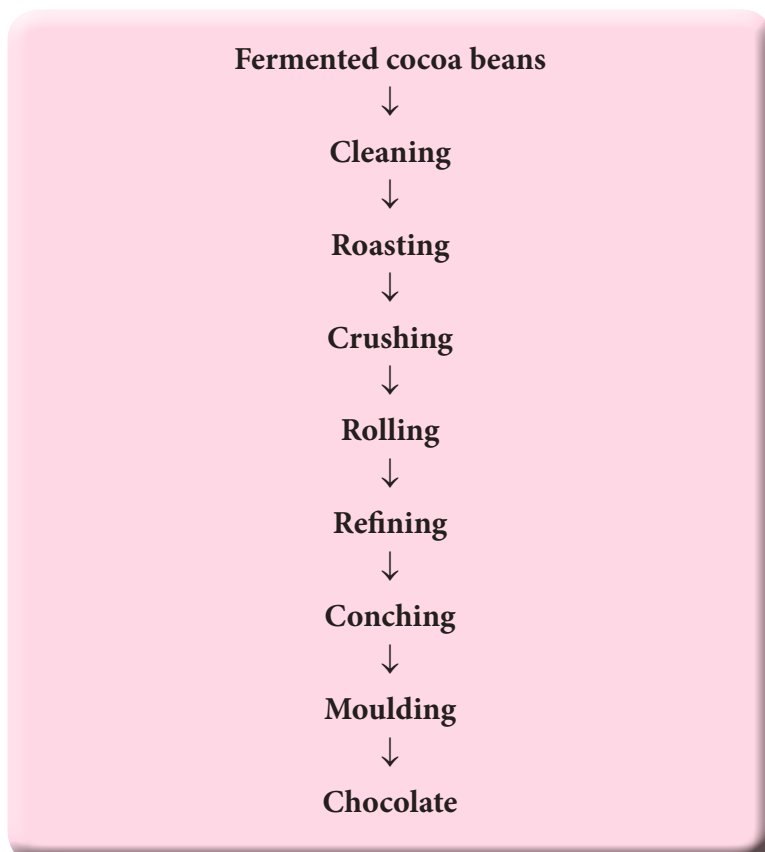 Fermented cocoa beans
↓
Cleaning
↓
Roasting
↓
Crushing
↓
Rolling
↓
Refining
↓
Conching
↓
Moulding
↓
Chocolate